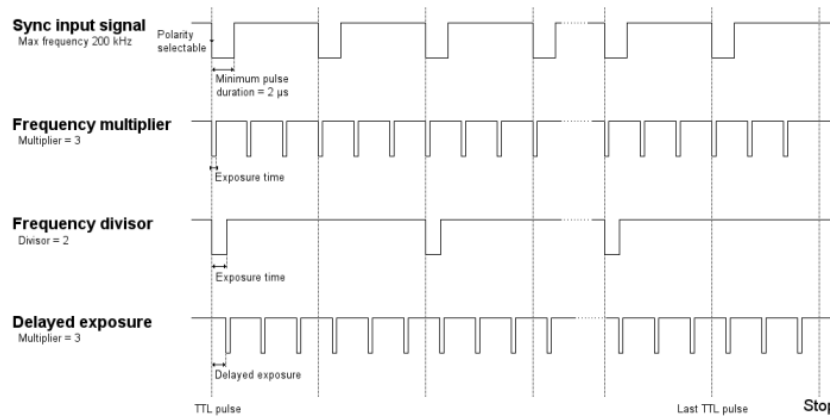 Sync input signal
Max frequency 200 kHz
Polarity
selectable
Minimum pulse
duration = 2 µs
Frequency multiplier
Multiplier = 3
Exposure time
Frequency divisor
Divisor = 2
Exposure time
Delayed exposure
Multiplier = 3
Delayed exposure
TTL pulse
Last TTL pulse
Stop